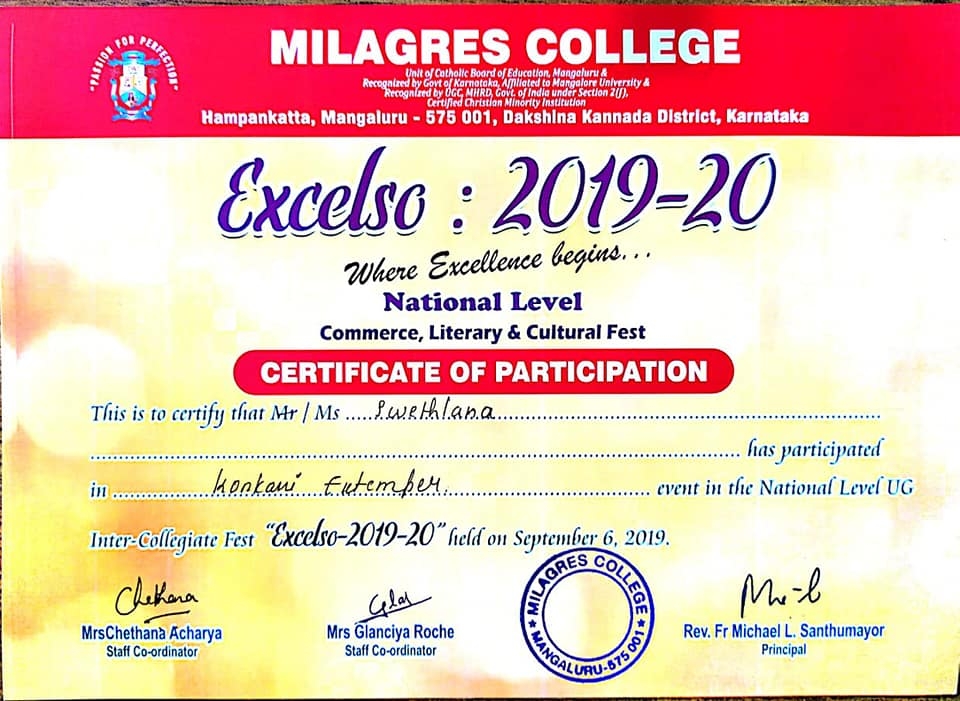 "PASSION FOR PERFECTION"
MILAGRES COLLEGE
Unit of Catholic Board of Education, Mangaluru &
Recognized by Govt of Karnataka, Affiliated to Mangalore University &
Recognized by UGC, MHRD, Govt. of India under Section 2(f),
Certified Christian Minority Institution
Hampankatta, Mangaluru - 575 001, Dakshina Kannada District, Karnataka
Excelso : 2019-20
Where Excellence begins...
National Level
Commerce, Literary & Cultural Fest
CERTIFICATE OF PARTICIPATION
This is to certify that Mr / Ms ..... Swethlana ..........
.......... has participated
in .......... Konkani Extemper .......... event in the National Level UG
Inter-Collegiate Fest "Excelso-2019-20" held on September 6, 2019.
Chethana
MrsChethana Acharya
Staff Co-ordinator
Mrs Glanciya Roche
Staff Co-ordinator
MILAGRES COLLEGE
★ MANGALURU-575 001 ★
Rev. Fr Michael L. Santhumayor
Principal